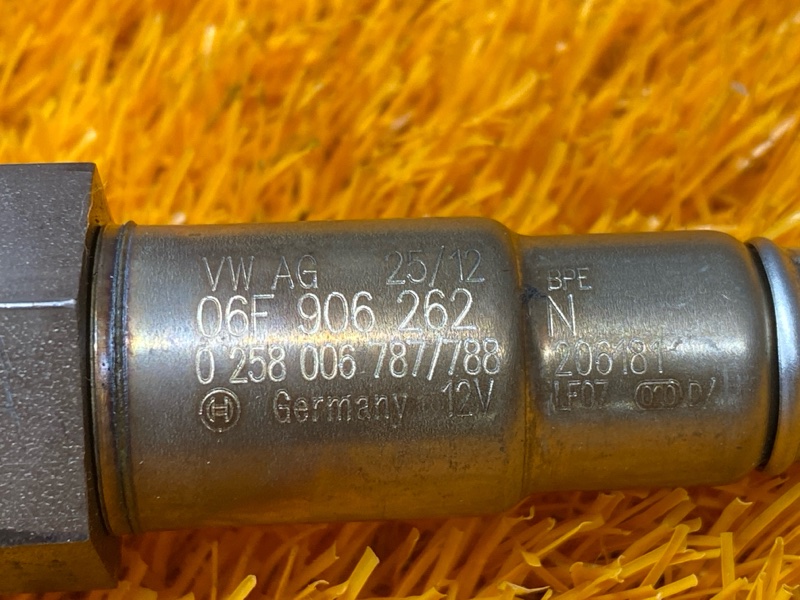 VW AG 25/12
06F 906 262
0 258 006 787/788
Germany 12V
BPE
N
206181
LF07